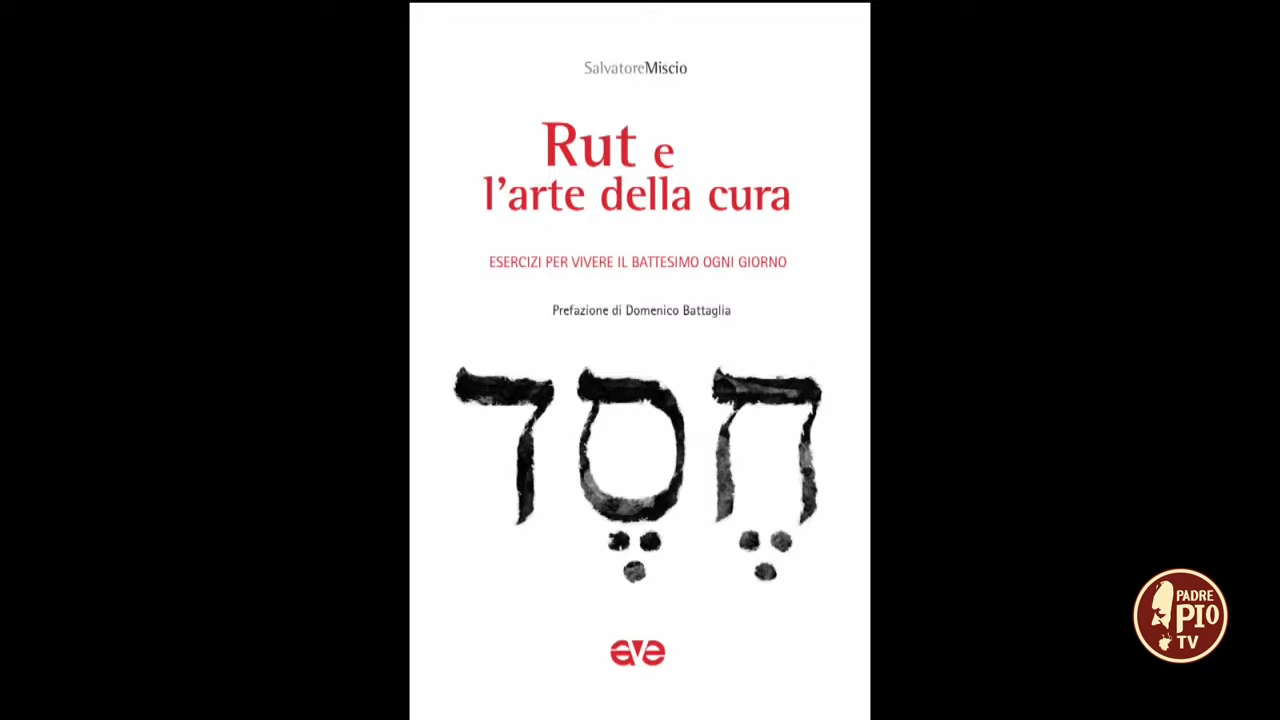 SalvatoreMiscio
Rut e
l'arte della cura
ESERCIZI PER VIVERE IL BATTESIMO OGNI GIORNO
Prefazione di Domenico Battaglia
חֶסֶד
ave
PADRE
PIO
TV